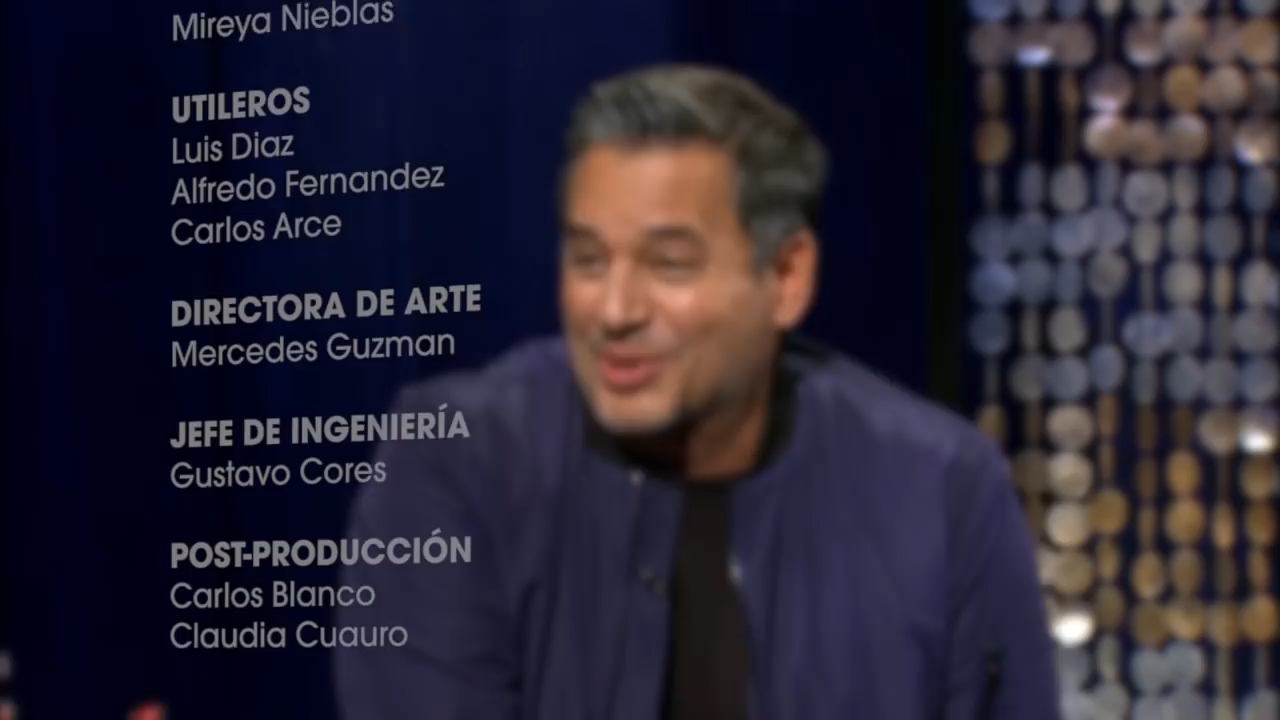 Mireya Nieblas
UTILEROS
Luis Diaz
Alfredo Fernandez
Carlos Arce
DIRECTORA DE ARTE
Mercedes Guzman
JEFE DE INGENIERÍA
Gustavo Cores
POST-PRODUCCIÓN
Carlos Blanco
Claudia Cuauro